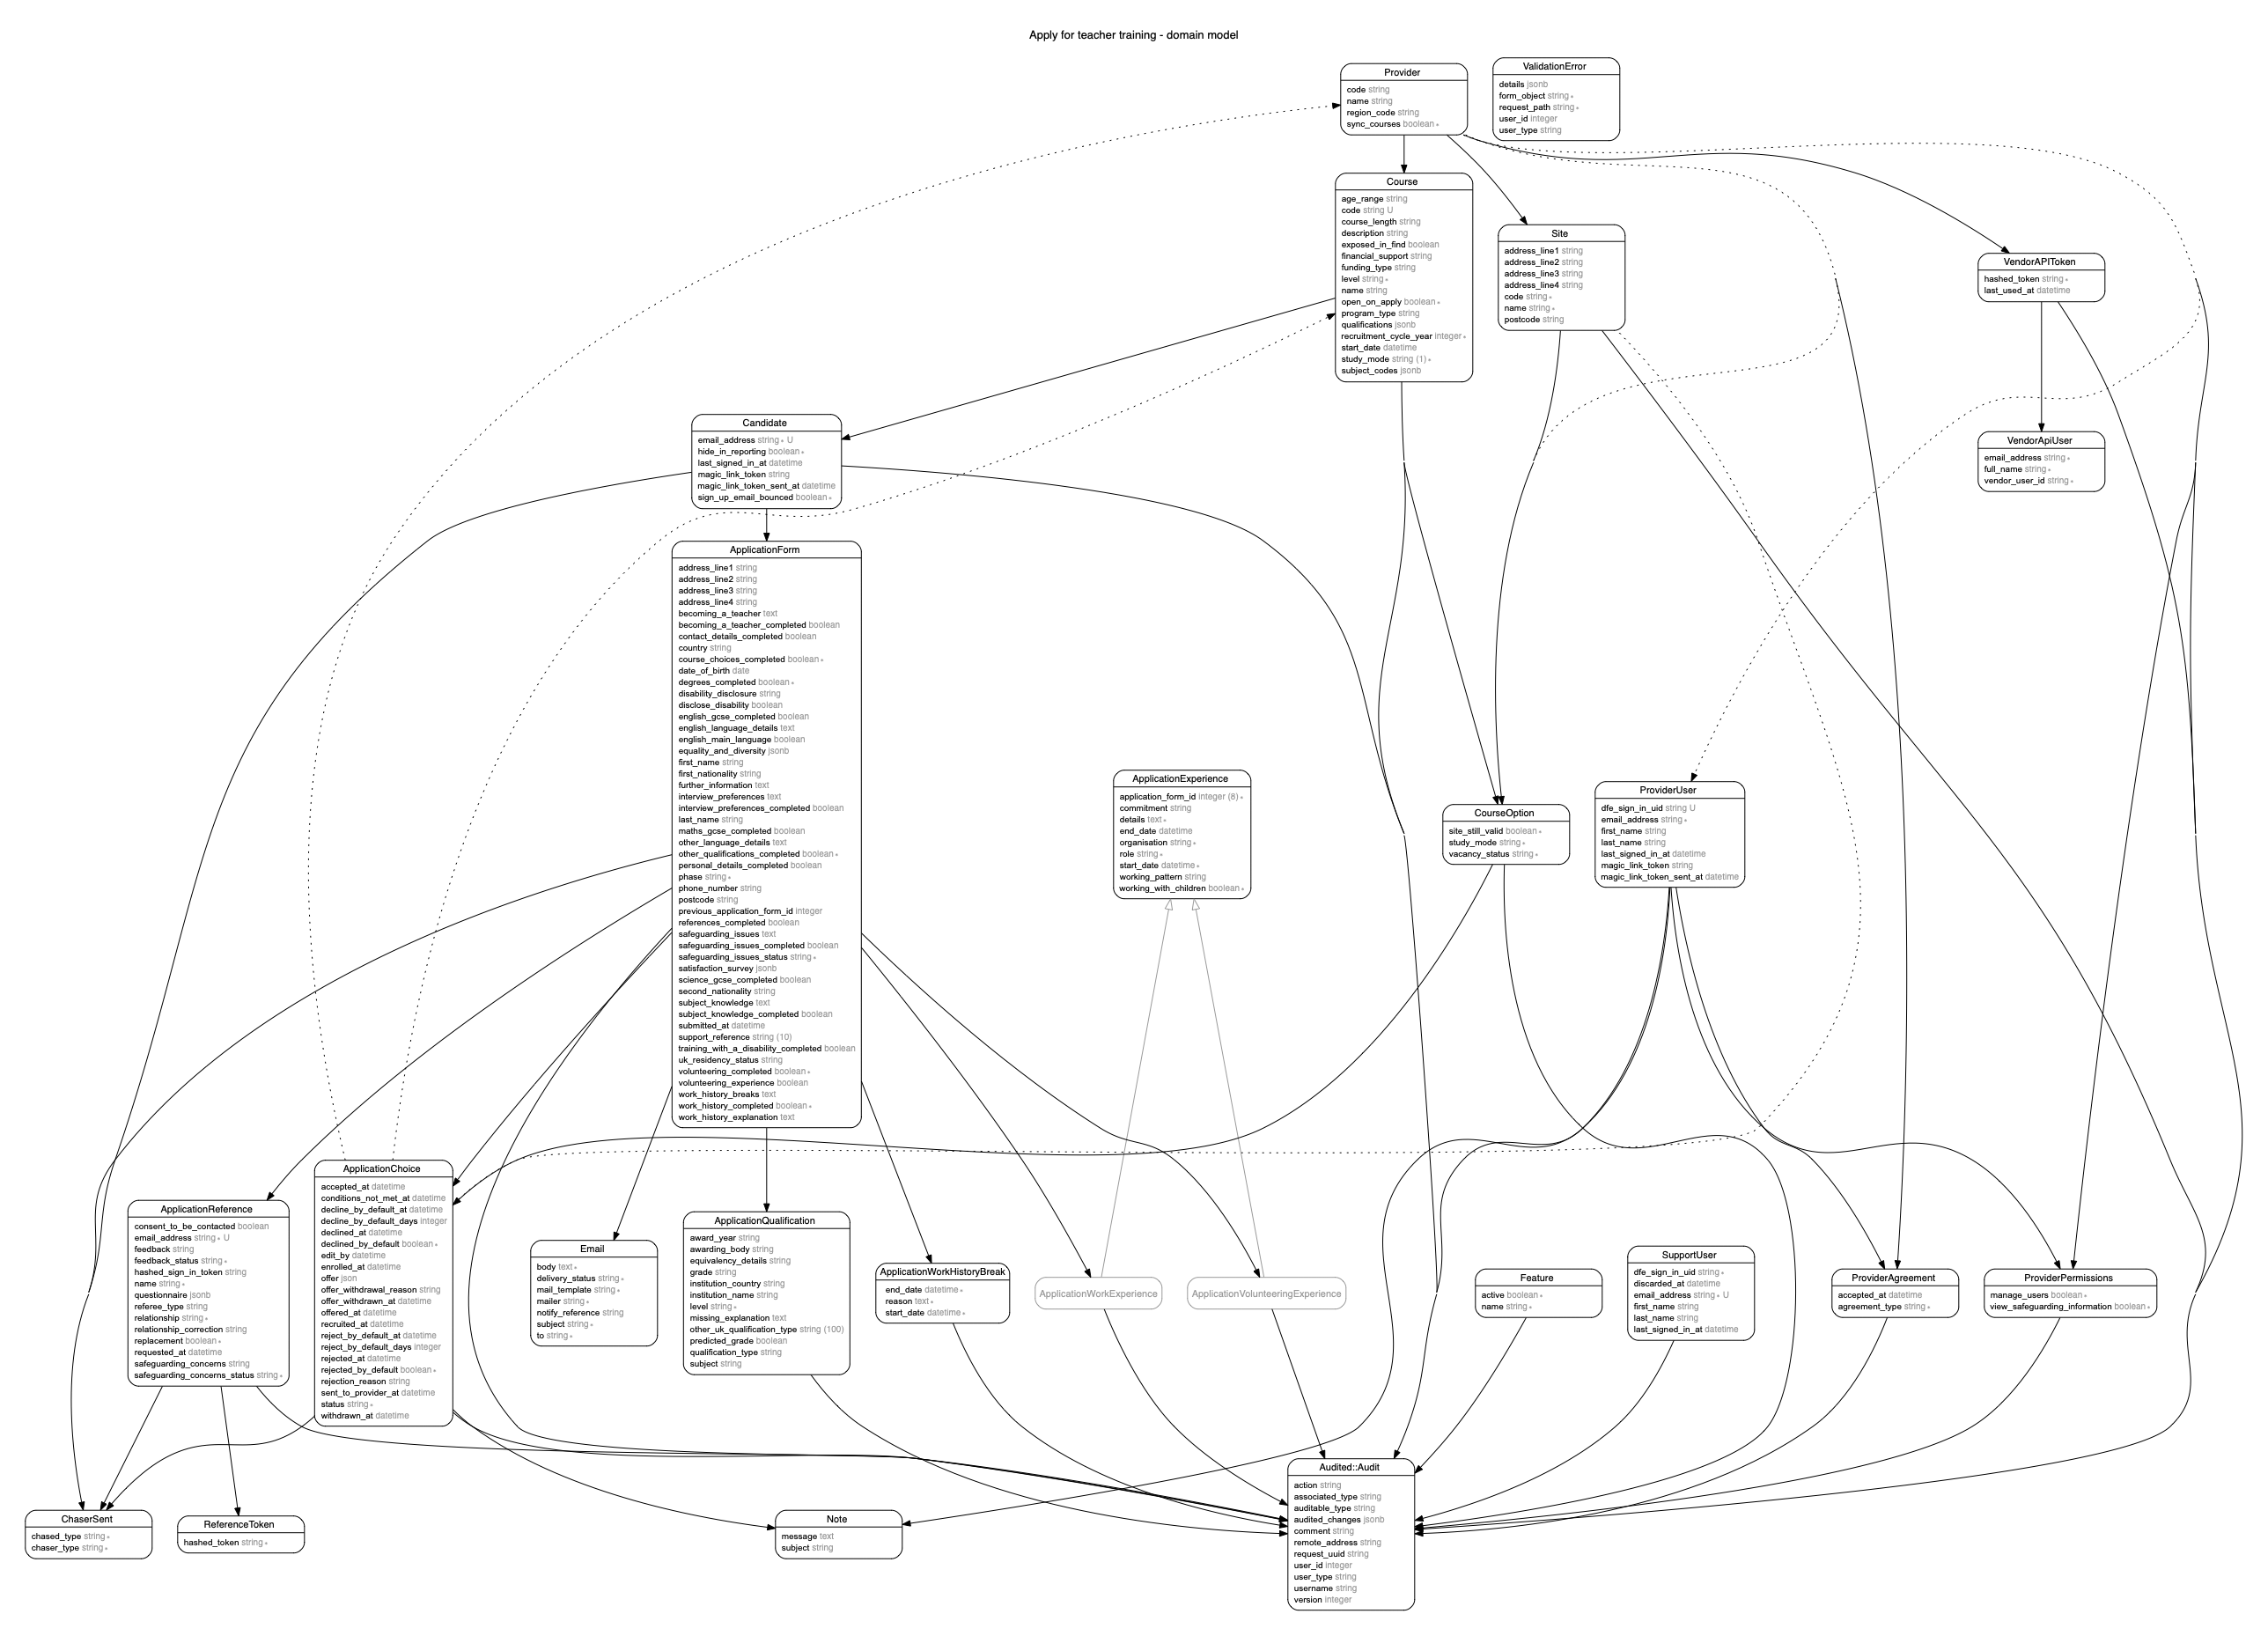 Apply for teacher training - domain model
Provider
code string
name string
region_code string
sync_courses boolean ∗
ValidationError
details jsonb
form_object string ∗
request_path string ∗
user_id integer
user_type string
Course
age_range string
code string U
course_length string
description string
exposed_in_find boolean
financial_support string
funding_type string
level string ∗
name string
open_on_apply boolean ∗
program_type string
qualifications jsonb
recruitment_cycle_year integer ∗
start_date datetime
study_mode string (1) ∗
subject_codes jsonb
Site
address_line1 string
address_line2 string
address_line3 string
address_line4 string
code string ∗
name string ∗
postcode string
VendorAPIToken
hashed_token string ∗
last_used_at datetime
Candidate
email_address string ∗ U
hide_in_reporting boolean ∗
last_signed_in_at datetime
magic_link_token string
magic_link_token_sent_at datetime
sign_up_email_bounced boolean ∗
VendorApiUser
email_address string ∗
full_name string ∗
vendor_user_id string ∗
ApplicationForm
address_line1 string
address_line2 string
address_line3 string
address_line4 string
becoming_a_teacher text
becoming_a_teacher_completed boolean
contact_details_completed boolean
country string
course_choices_completed boolean ∗
date_of_birth date
degrees_completed boolean ∗
disability_disclosure string
disclose_disability boolean
english_gcse_completed boolean
english_language_details text
english_main_language boolean
equality_and_diversity jsonb
first_name string
first_nationality string
further_information text
interview_preferences text
interview_preferences_completed boolean
last_name string
maths_gcse_completed boolean
other_language_details text
other_qualifications_completed boolean ∗
personal_details_completed boolean
phase string ∗
phone_number string
postcode string
previous_application_form_id integer
references_completed boolean
safeguarding_issues text
safeguarding_issues_completed boolean
safeguarding_issues_status string ∗
satisfaction_survey jsonb
science_gcse_completed boolean
second_nationality string
subject_knowledge text
subject_knowledge_completed boolean
submitted_at datetime
support_reference string (10)
training_with_a_disability_completed boolean
uk_residency_status string
volunteering_completed boolean ∗
volunteering_experience boolean
work_history_breaks text
work_history_completed boolean ∗
work_history_explanation text
ApplicationExperience
application_form_id integer (8) ∗
commitment string
details text ∗
end_date datetime
organisation string ∗
role string ∗
start_date datetime ∗
working_pattern string
working_with_children boolean ∗
CourseOption
site_still_valid boolean ∗
study_mode string ∗
vacancy_status string ∗
ProviderUser
dfe_sign_in_uid string U
email_address string ∗
first_name string
last_name string
last_signed_in_at datetime
magic_link_token string
magic_link_token_sent_at datetime
ApplicationReference
consent_to_be_contacted boolean
email_address string ∗ U
feedback string
feedback_status string ∗
hashed_sign_in_token string
name string ∗
questionnaire jsonb
referee_type string
relationship string ∗
relationship_correction string
replacement boolean ∗
requested_at datetime
safeguarding_concerns string
safeguarding_concerns_status string ∗
ApplicationChoice
accepted_at datetime
conditions_not_met_at datetime
decline_by_default_at datetime
decline_by_default_days integer
declined_at datetime
declined_by_default boolean ∗
edit_by datetime
enrolled_at datetime
offer json
offer_withdrawal_reason string
offer_withdrawn_at datetime
offered_at datetime
recruited_at datetime
reject_by_default_at datetime
reject_by_default_days integer
rejected_at datetime
rejected_by_default boolean ∗
rejection_reason string
sent_to_provider_at datetime
status string ∗
withdrawn_at datetime
Email
body text ∗
delivery_status string ∗
mail_template string ∗
mailer string ∗
notify_reference string
subject string ∗
to string ∗
ApplicationQualification
award_year string
awarding_body string
equivalency_details string
grade string
institution_country string
institution_name string
level string ∗
missing_explanation text
other_uk_qualification_type string (100)
predicted_grade boolean
qualification_type string
subject string
ApplicationWorkHistoryBreak
end_date datetime ∗
reason text ∗
start_date datetime ∗
ApplicationWorkExperience
ApplicationVolunteeringExperience
Feature
active boolean ∗
name string ∗
SupportUser
dfe_sign_in_uid string ∗
discarded_at datetime
email_address string ∗ U
first_name string
last_name string
last_signed_in_at datetime
ProviderAgreement
accepted_at datetime
agreement_type string ∗
ProviderPermissions
manage_users boolean ∗
view_safeguarding_information boolean ∗
ChaserSent
chased_type string ∗
chaser_type string ∗
ReferenceToken
hashed_token string ∗
Note
message text
subject string
Audited::Audit
action string
associated_type string
auditable_type string
audited_changes jsonb
comment string
remote_address string
request_uuid string
user_id integer
user_type string
username string
version integer